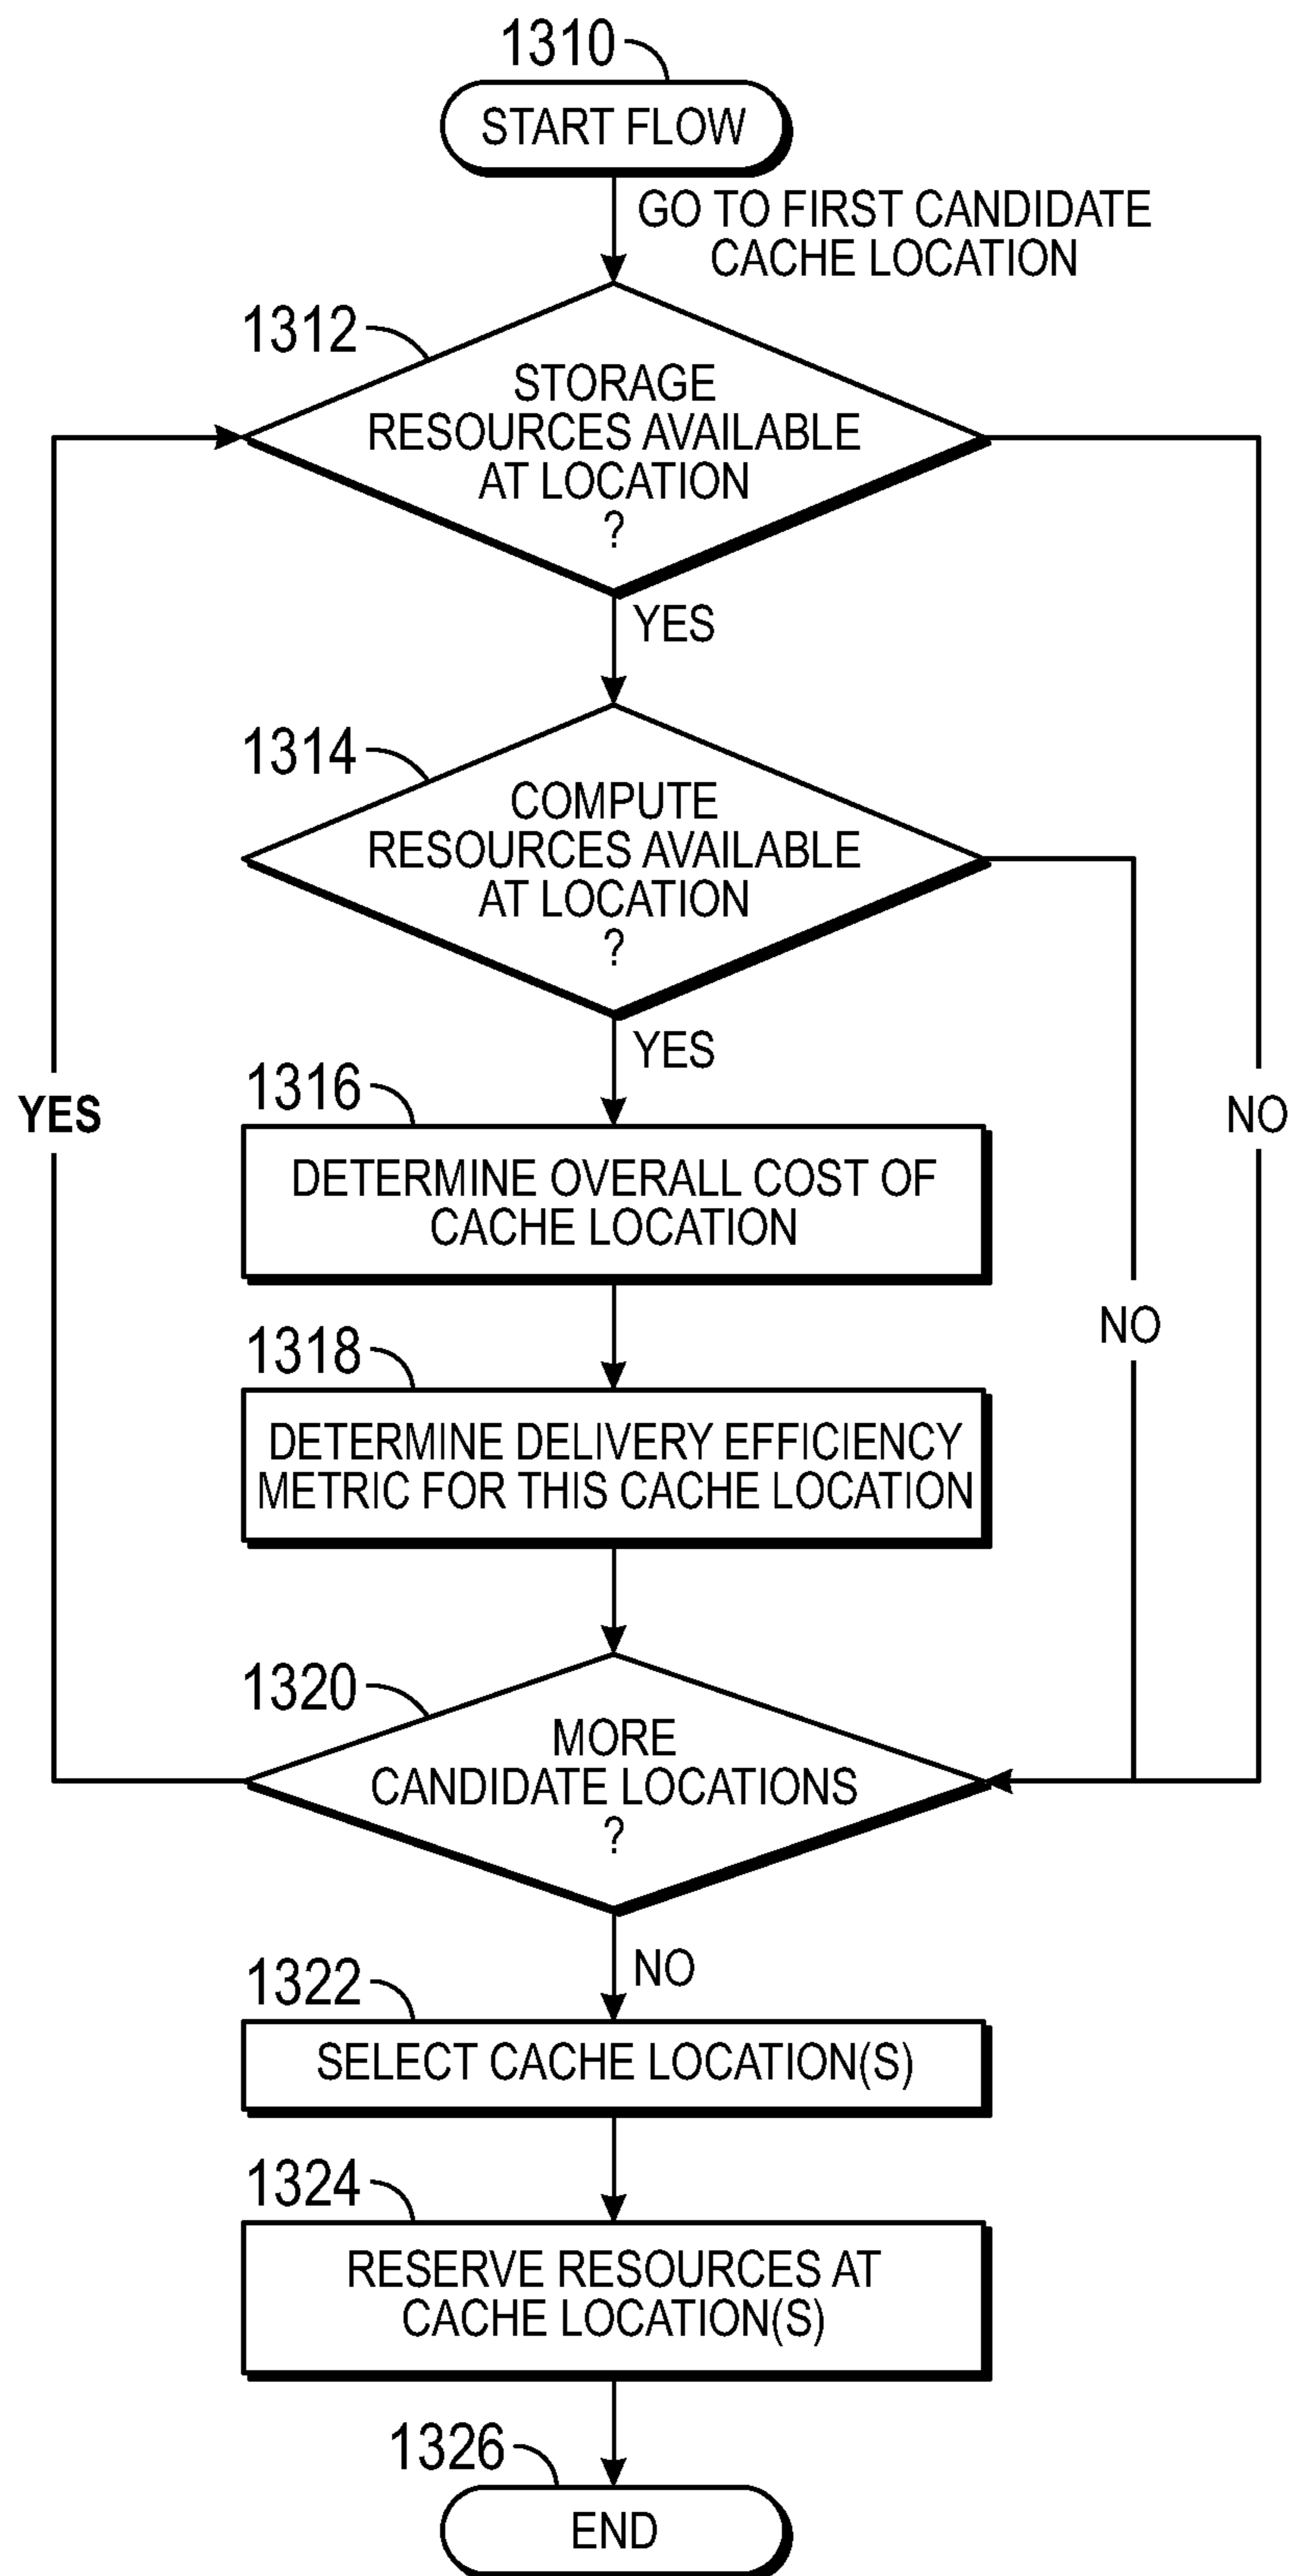 1310
START FLOW
GO TO FIRST CANDIDATE
CACHE LOCATION
1312
STORAGE
RESOURCES AVAILABLE
AT LOCATION
?
YES
1314
COMPUTE
RESOURCES AVAILABLE
AT LOCATION
?
YES
1316
YES
NO
DETERMINE OVERALL COST OF
CACHE LOCATION
NO
1318
DETERMINE DELIVERY EFFICIENCY
METRIC FOR THIS CACHE LOCATION
1320
MORE
CANDIDATE LOCATIONS
?
NO
1322
SELECT CACHE LOCATION(S)
1324
RESERVE RESOURCES AT
CACHE LOCATION(S)
1326
END